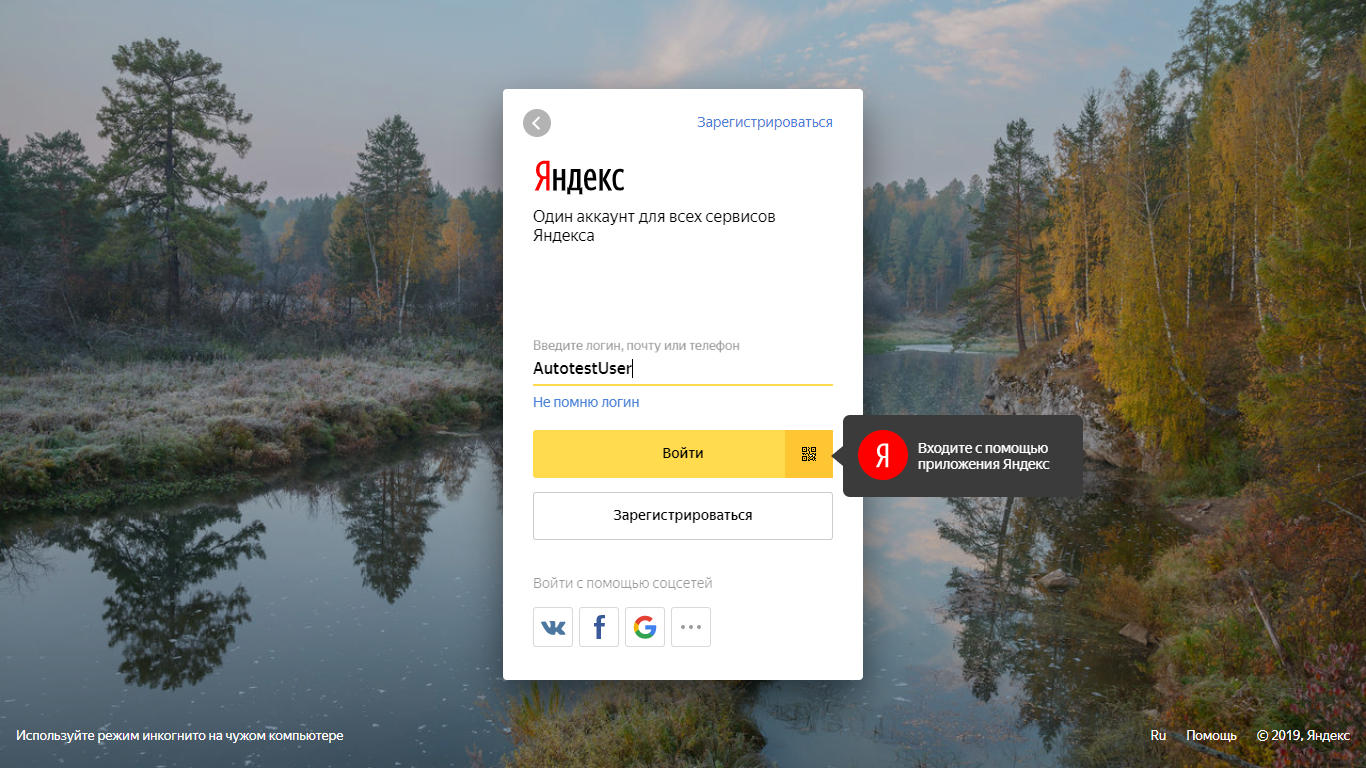 Зарегистрироваться
Яндекс
Один аккаунт для всех сервисов
Яндекса
Введите логин, почту или телефон
AutotestUser
Не помню логин
Войти
Я
Входите с помощью
приложения Яндекс
Зарегистрироваться
Войти с помощью соцсетей
Используйте режим инкогнито на чужом компьютере
Ru
Помощь
© 2019, Яндекс